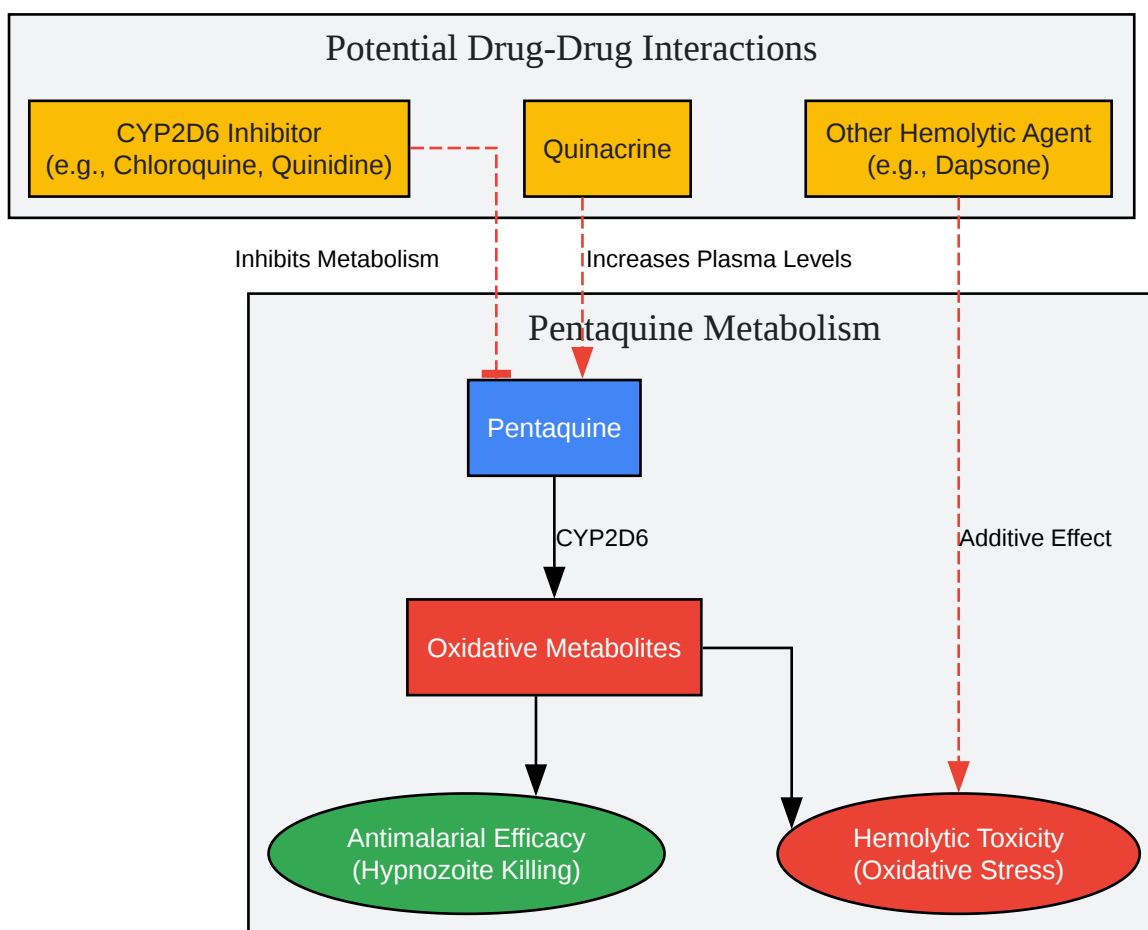 Potential Drug-Drug Interactions
CYP2D6 Inhibitor
(e.g., Chloroquine, Quinidine)
Quinacrine
Other Hemolytic Agent
(e.g., Dapsone)
Inhibits Metabolism
Increases Plasma Levels
Pentaquine Metabolism
Pentaquine
CYP2D6
Additive Effect
Oxidative Metabolites
Antimalarial Efficacy
(Hypnozoite Killing)
Hemolytic Toxicity
(Oxidative Stress)